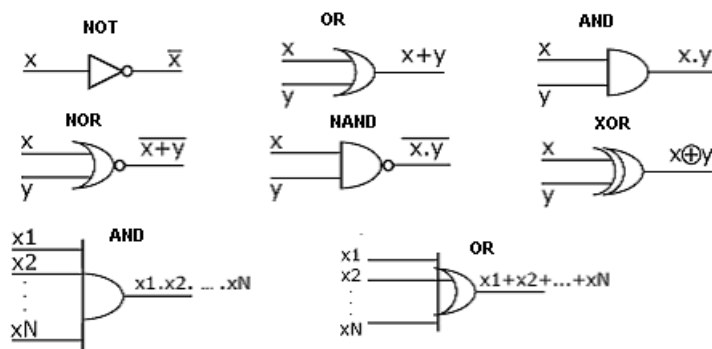 NOT
x x̅
OR
x
y
x+y
AND
x
y
x.y
NOR
x
y
x̅+̅y̅
NAND
x
y
x̅.̅y̅
XOR
x
y
x⊕y
AND
x1
x2
⋮
xN
x1.x2. ... .xN
OR
x1
x2
⋮
xN
x1+x2+...+xN